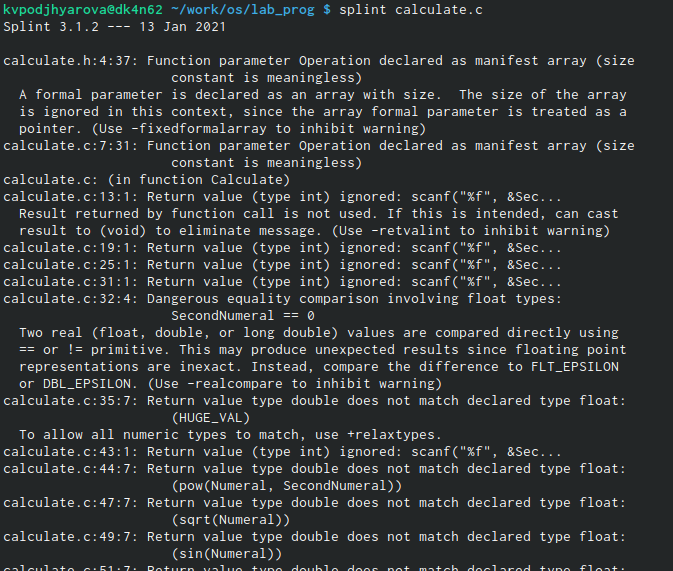 kvpodjhyarova@dk4n62 ~/work/os/lab_prog $ splint calculate.c
Splint 3.1.2 --- 13 Jan 2021
calculate.h:4:37: Function parameter Operation declared as manifest array (size
constant is meaningless)
A formal parameter is declared as an array with size.  The size of the array
is ignored in this context, since the array formal parameter is treated as a
pointer. (Use -fixedformalarray to inhibit warning)
calculate.c:7:31: Function parameter Operation declared as manifest array (size
constant is meaningless)
calculate.c: (in function Calculate)
calculate.c:13:1: Return value (type int) ignored: scanf("%f", &Sec...
Result returned by function call is not used. If this is intended, can cast
result to (void) to eliminate message. (Use -retvalint to inhibit warning)
calculate.c:19:1: Return value (type int) ignored: scanf("%f", &Sec...
calculate.c:25:1: Return value (type int) ignored: scanf("%f", &Sec...
calculate.c:31:1: Return value (type int) ignored: scanf("%f", &Sec...
calculate.c:32:4: Dangerous equality comparison involving float types:
SecondNumeral == 0
Two real (float, double, or long double) values are compared directly using
== or != primitive. This may produce unexpected results since floating point
representations are inexact. Instead, compare the difference to FLT_EPSILON
or DBL_EPSILON. (Use -realcompare to inhibit warning)
calculate.c:35:7: Return value type double does not match declared type float:
(HUGE_VAL)
To allow all numeric types to match, use +relaxtypes.
calculate.c:43:1: Return value (type int) ignored: scanf("%f", &Sec...
calculate.c:44:7: Return value type double does not match declared type float:
(pow(Numeral, SecondNumeral))
calculate.c:47:7: Return value type double does not match declared type float:
(sqrt(Numeral))
calculate.c:49:7: Return value type double does not match declared type float:
(sin(Numeral))
calculate.c:51:7: Return value type double does not match declared type float: